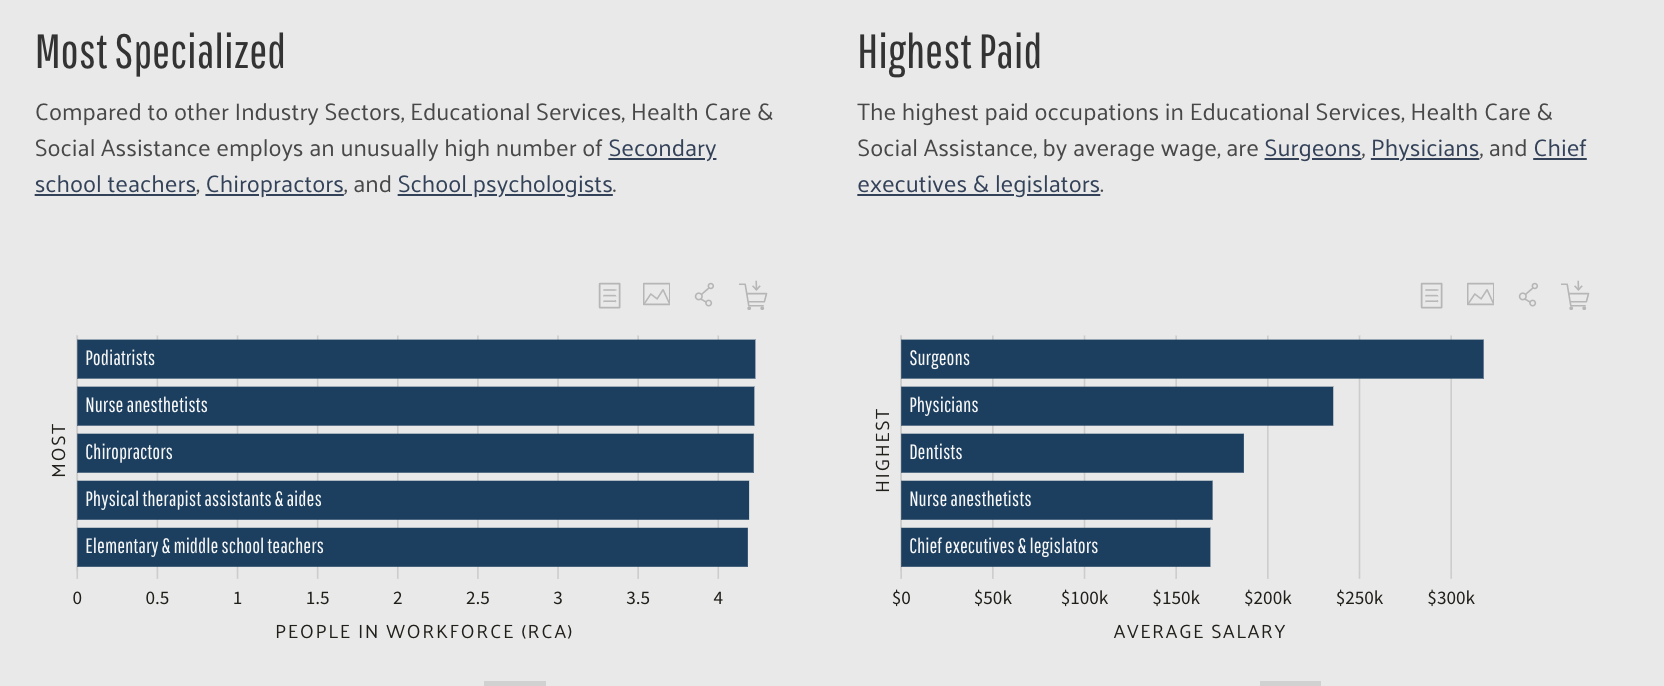 Most Specialized
Compared to other Industry Sectors, Educational Services, Health Care &
Social Assistance employs an unusually high number of Secondary
school teachers, Chiropractors, and School psychologists.
MOST
Podiatrists
Nurse anesthetists
Chiropractors
Physical therapist assistants & aides
Elementary & middle school teachers
0 0.5 1 1.5 2 2.5 3 3.5 4
PEOPLE IN WORKFORCE (RCA)
Highest Paid
The highest paid occupations in Educational Services, Health Care &
Social Assistance, by average wage, are Surgeons, Physicians, and Chief
executives & legislators.
HIGHEST
Surgeons
Physicians
Dentists
Nurse anesthetists
Chief executives & legislators
$0 $50k $100k $150k $200k $250k $300k
AVERAGE SALARY